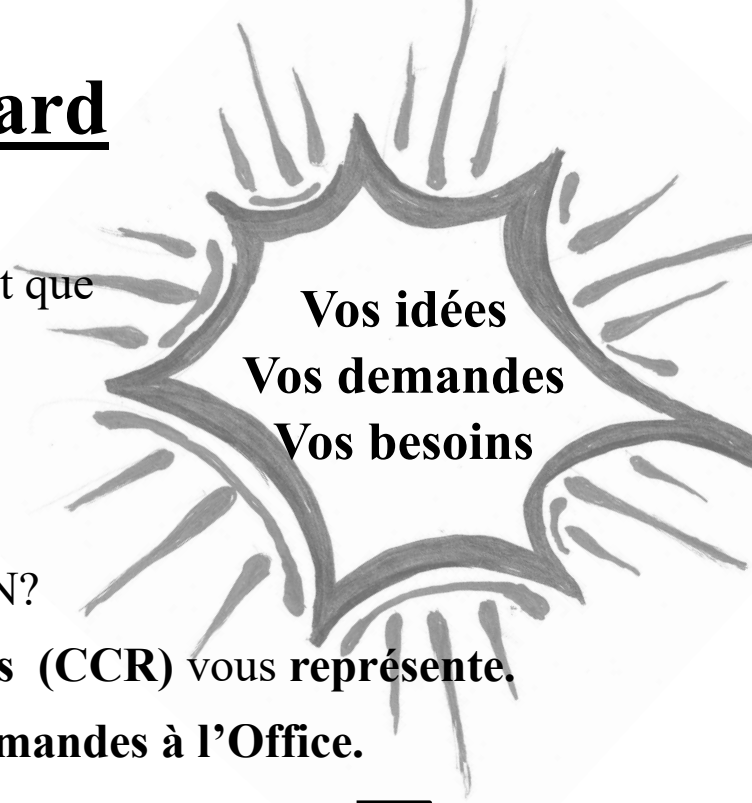 ard
t que
Vos idées
Vos demandes
Vos besoins
N?
s (CCR) vous représente.
mandes à l’Office.